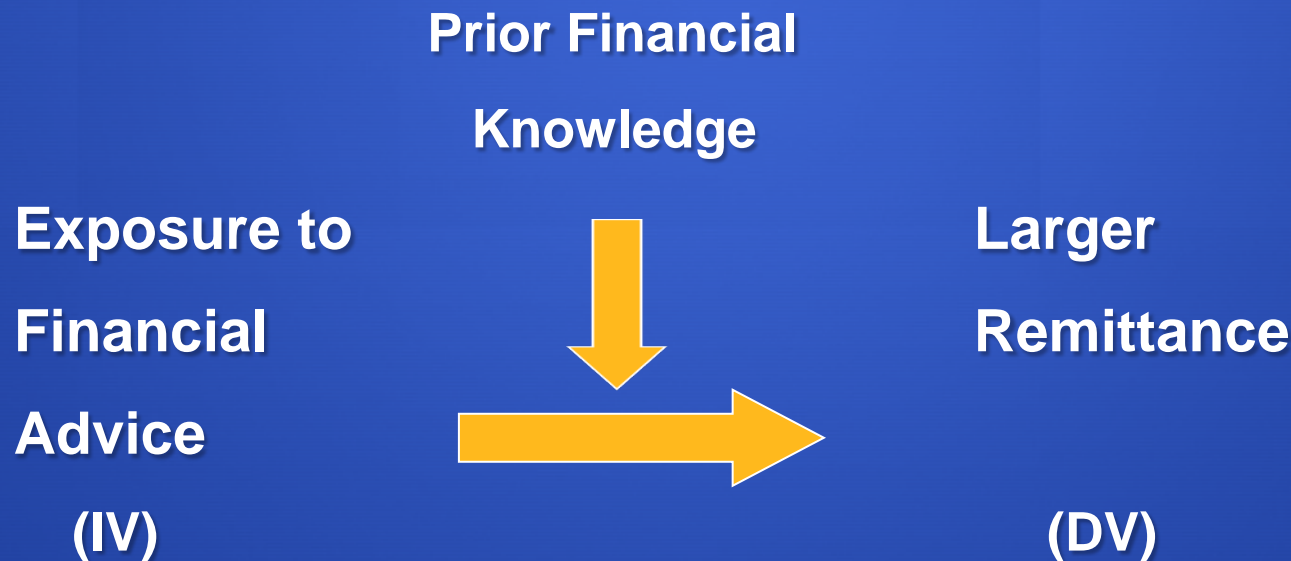 Prior Financial
Knowledge
Exposure to
Financial
Advice
(IV)
Larger
Remittance
(DV)